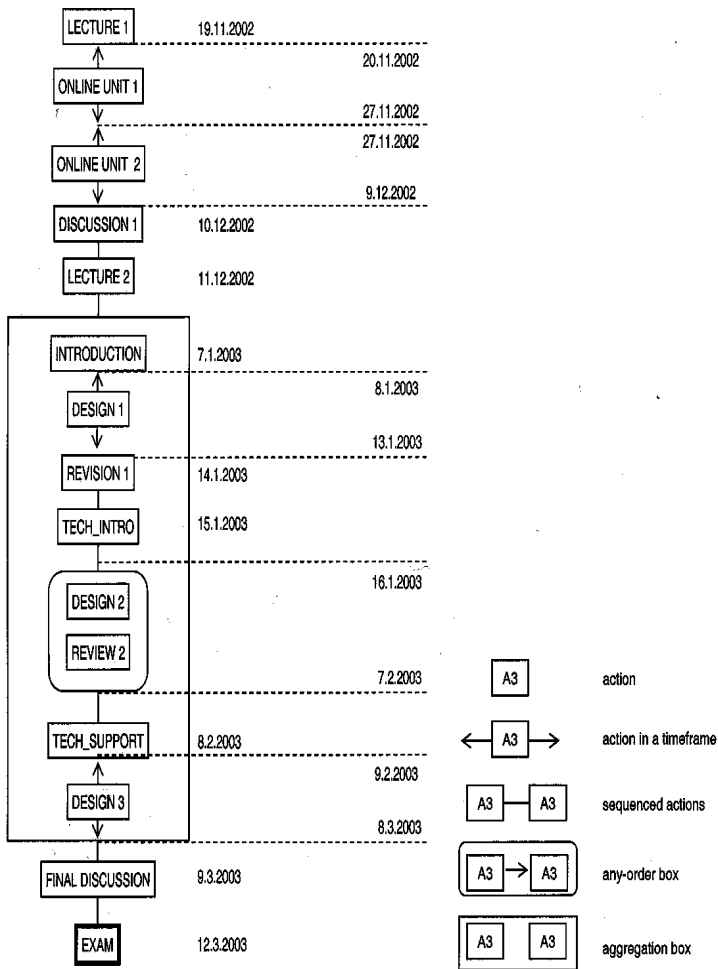 LECTURE 1 19.11.2002
20.11.2002
ONLINE UNIT 1
27.11.2002
27.11.2002
ONLINE UNIT 2
9.12.2002
DISCUSSION 1 10.12.2002
LECTURE 2 11.12.2002
INTRODUCTION 7.1.2003
8.1.2003
DESIGN 1
13.1.2003
REVISION 1 14.1.2003
TECH_INTRO 15.1.2003
16.1.2003
DESIGN 2
REVIEW 2
7.2.2003
TECH_SUPPORT 8.2.2003
9.2.2003
DESIGN 3
8.3.2003
FINAL DISCUSSION 9.3.2003
EXAM 12.3.2003
A3 action
A3 action in a timeframe
A3 A3 sequenced actions
A3 A3 any-order box
A3 A3 aggregation box